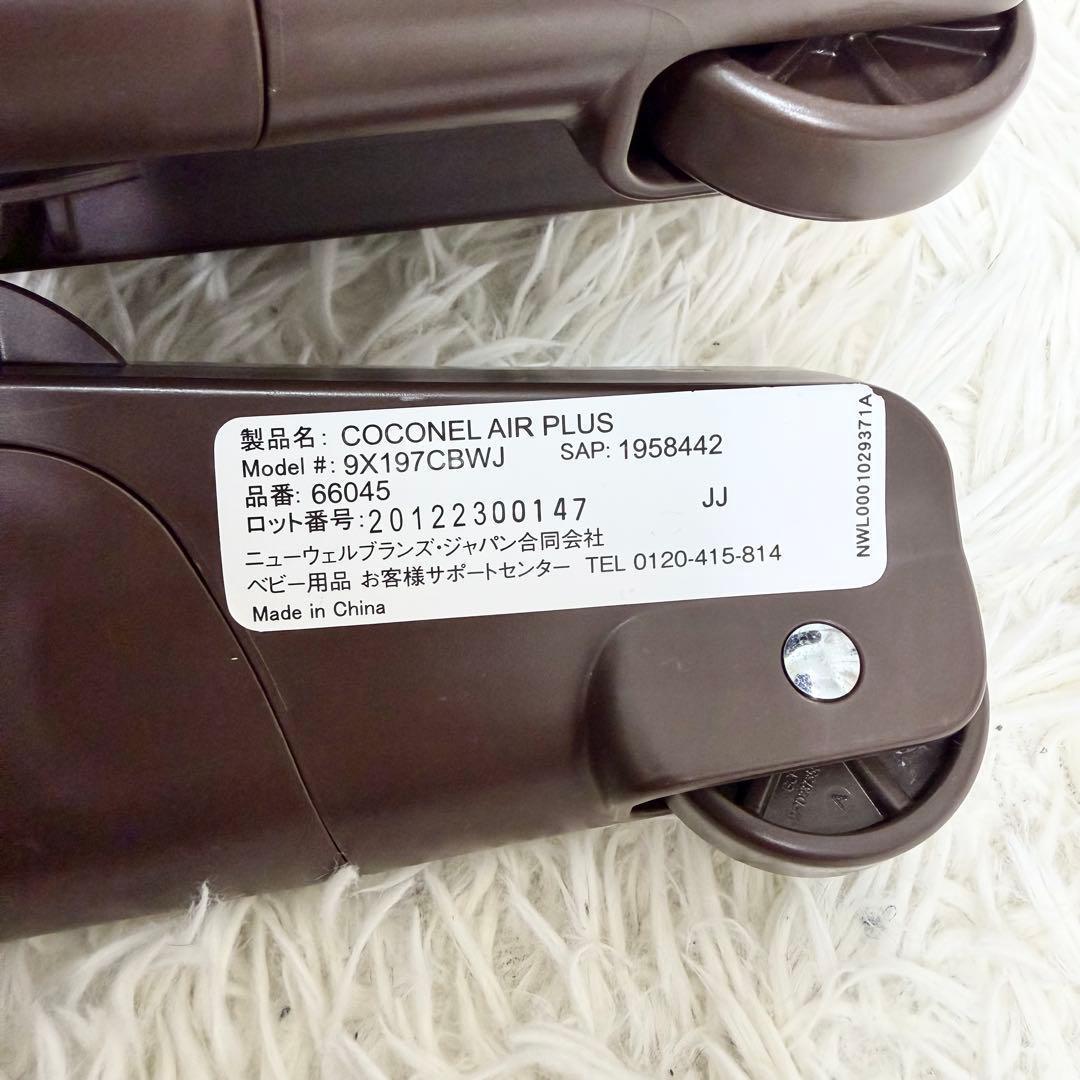 製品名: COCONEL AIR PLUS
Model #: 9X197CBWJ SAP: 1958442
品番: 66045 JJ
ロット番号:20122300147
ニューウェルブランズ・ジャパン合同会社
ベビー用品 お客様サポートセンター TEL 0120-415-814
Made in China
NWL0001029371A
A